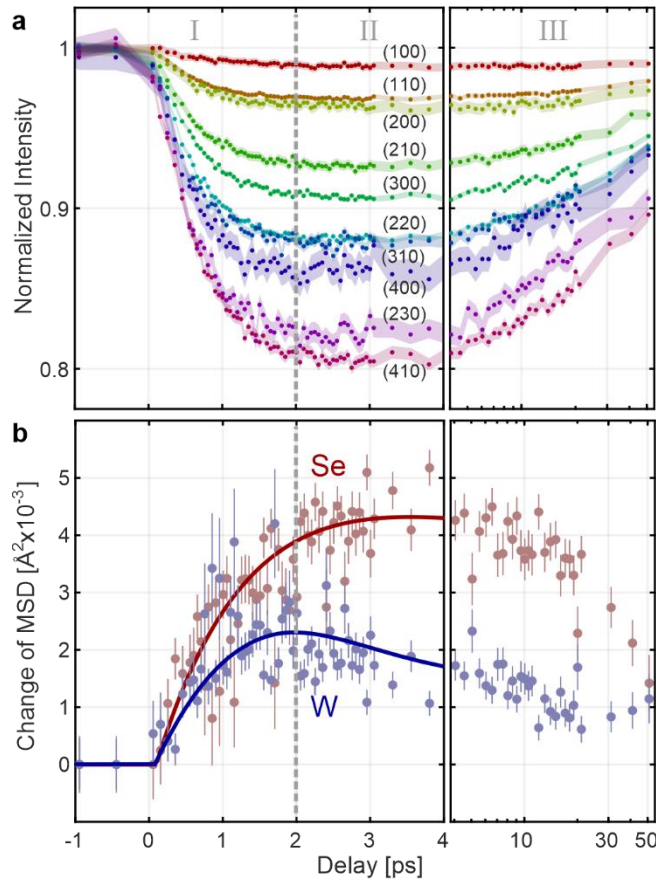 a
I
II
III
Normalized Intensity
1
0.9
0.8
(100)
(110)
(200)
(210)
(300)
(220)
(310)
(400)
(230)
(410)
b
Se
W
Change of MSD [Å²x10⁻³]
5
4
3
2
1
0
-1
0
1
2
3
4
10
30
50
Delay [ps]